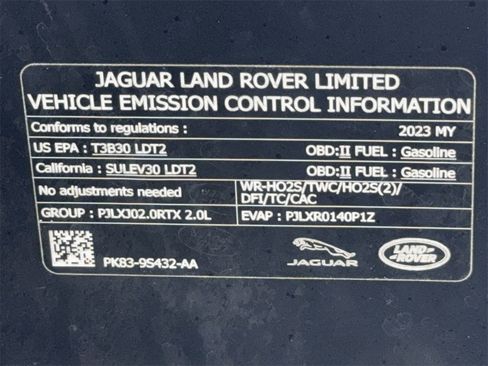 JAGUAR LAND ROVER LIMITED
VEHICLE EMISSION CONTROL INFORMATION
Conforms to regulations : 2023 MY
US EPA : T3B30 LDT2 OBD:II FUEL : Gasoline
California : SULEV30 LDT2 OBD:II FUEL : Gasoline
No adjustments needed WR-HO2S/TWC/HO2S(2)/
DFI/TC/CAC
GROUP : PJLXJ02.0RTX 2.0L EVAP : PJLXR0140P1Z
PK83-9S432-AA
JAGUAR
LAND-
ROVER